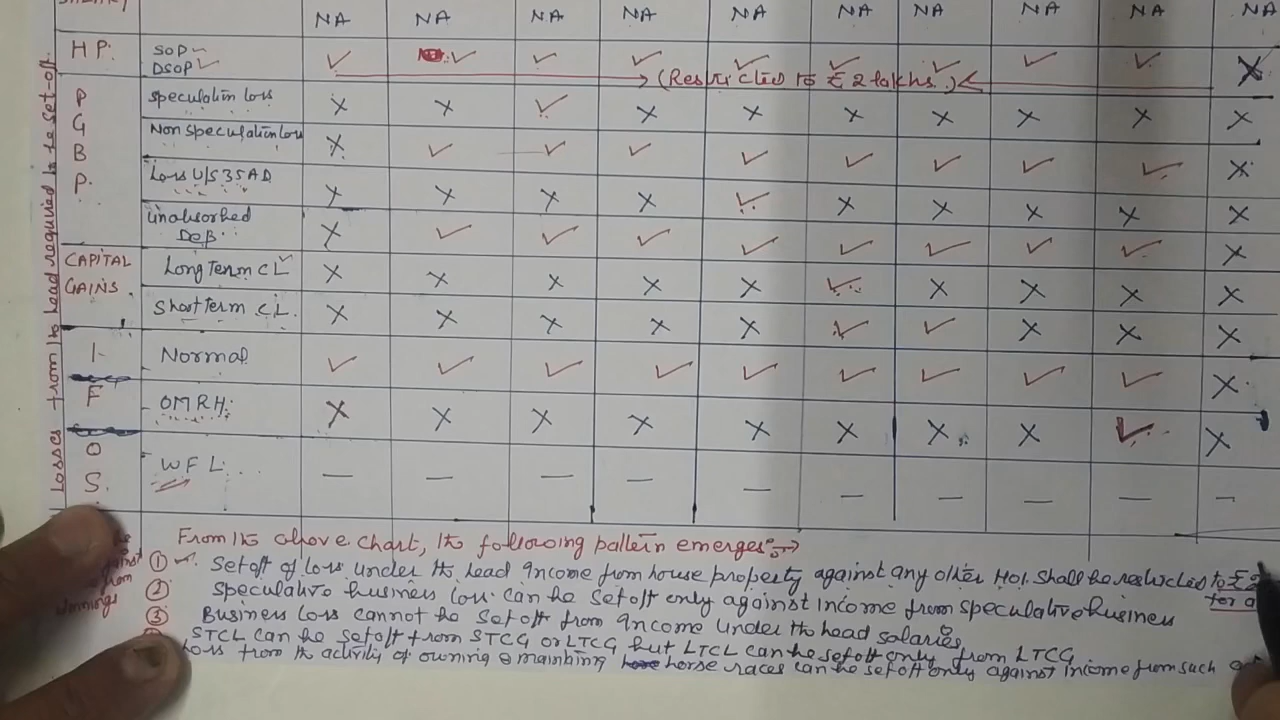 NA NA NA NA NA NA NA NA NA NA
HP. SOP
DSOP
(Restricted to ₹ 2 lakhs.)
PGBP.
Speculatin loss
Non speculation loss
Loss U/S 35AD
Unabsorbed
Dep.
CAPITAL
GAINS
Long Term CL
Short term CL.
I
Normal
F
OMRH.
O
WFL
S.
Losses from the head required to be set-off.
From the above chart, the following pattern emerges:→
① Set off of Loss under the head Income from house property against any other HOI. Shall be restricted to ₹2
for a
② Speculative business loss can be set off only against income from speculative business
③ Business Loss cannot be set off from Income under the head salaries
STCL can be set off from STCG or LTCG but LTCL can be set off only from LTCG
Loss from the activity of owning & maintaining horse races can be set off only against income from such